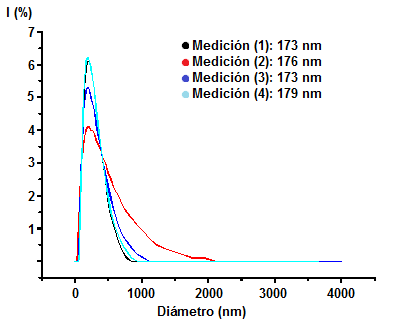 I (%)
7
6
5
4
3
2
1
Medición (1): 173 nm
Medición (2): 176 nm
Medición (3): 173 nm
Medición (4): 179 nm
0 1000 2000 3000 4000
Diámetro (nm)